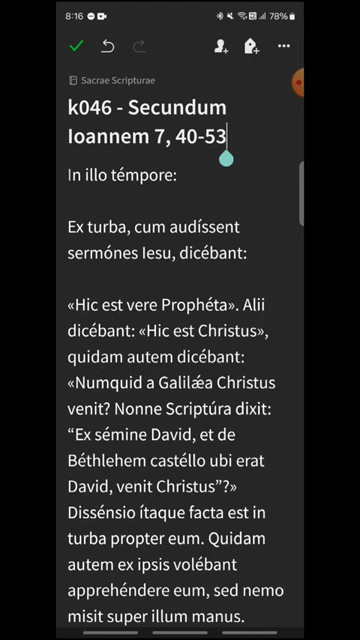 8:16
78%
Sacrae Scripturae
k046 - Secundum
Ioannem 7, 40-53
In illo témpore:
Ex turba, cum audíssent
sermónes Iesu, dicébant:
«Hic est vere Prophéta». Alii
dicébant: «Hic est Christus»,
quidam autem dicébant:
«Numquid a Galilǽa Christus
venit? Nonne Scriptúra dixit:
“Ex sémine David, et de
Béthlehem castéllo ubi erat
David, venit Christus”?»
Dissénsio ítaque facta est in
turba propter eum. Quidam
autem ex ipsis volébant
apprehéndere eum, sed nemo
misit super illum manus.